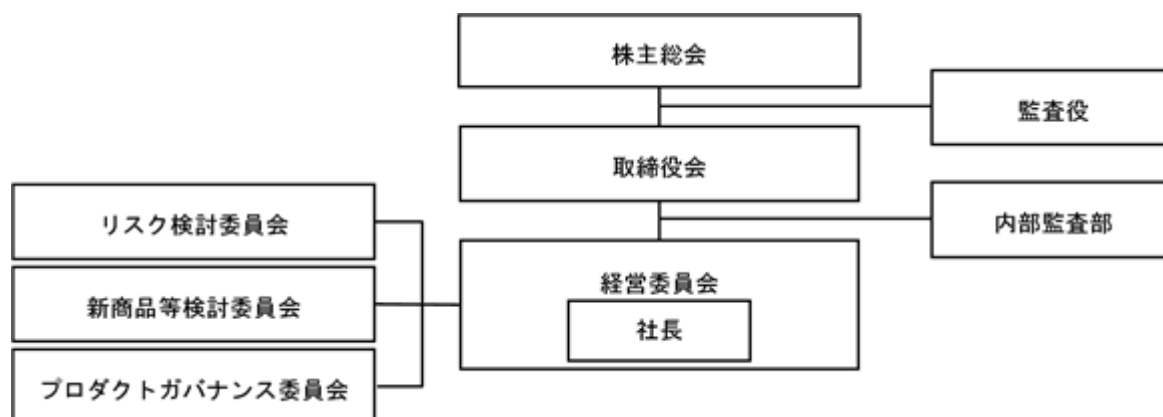 株主総会
監査役
取締役会
リスク検討委員会
内部監査部
経営委員会
新商品等検討委員会
社長
プロダクトガバナンス委員会